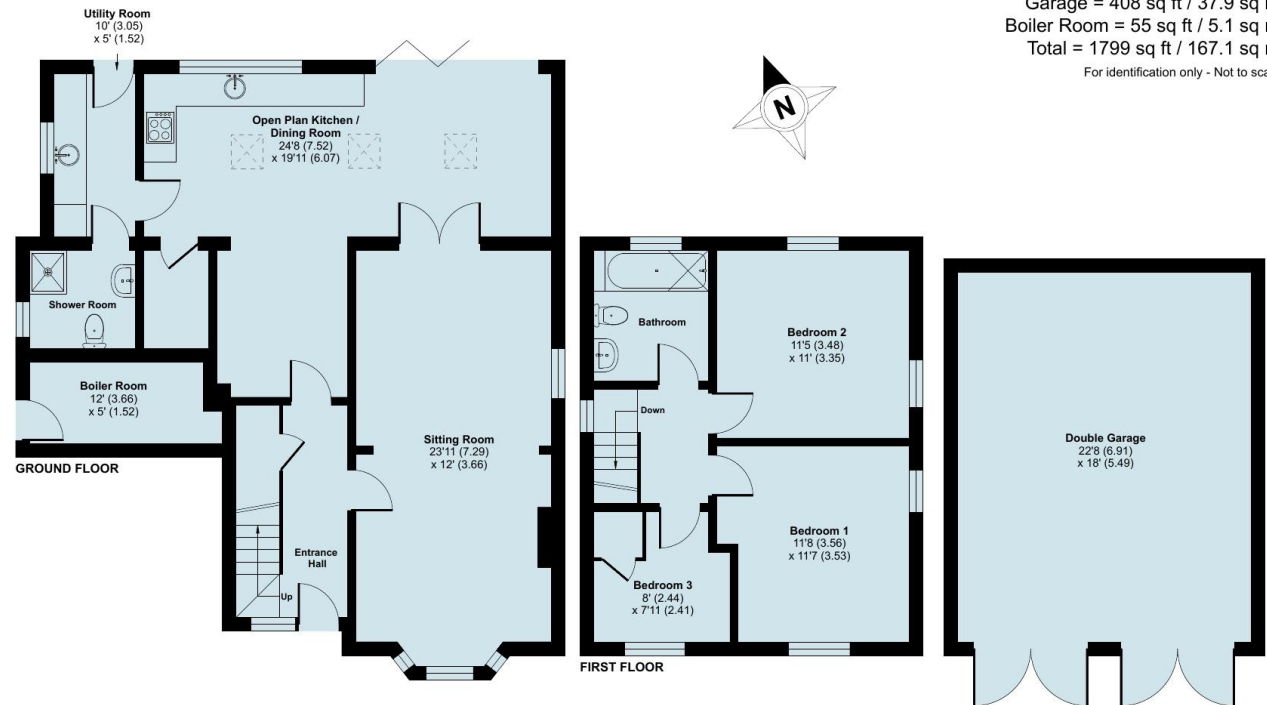 Garage = 408 sq ft / 37.9 sq
Boiler Room = 55 sq ft / 5.1 sq
Total = 1799 sq ft / 167.1 sq
For identification only - Not to
Utility Room
10' (3.05)
x 5' (1.52)
Open Plan Kitchen /
Dining Room
24'8 (7.52)
x 19'11 (6.07)
N
Shower Room
Boiler Room
12' (3.66)
x 5' (1.52)
GROUND FLOOR
Sitting Room
23'11 (7.29)
x 12' (3.66)
Entrance
Hall
Up
Bathroom
Bedroom 2
11'5 (3.48)
x 11' (3.35)
Down
Bedroom 1
11'8 (3.56)
x 11'7 (3.53)
Bedroom 3
8' (2.44)
x 7'11 (2.41)
FIRST FLOOR
Double Garage
22'8 (6.91)
x 18' (5.49)